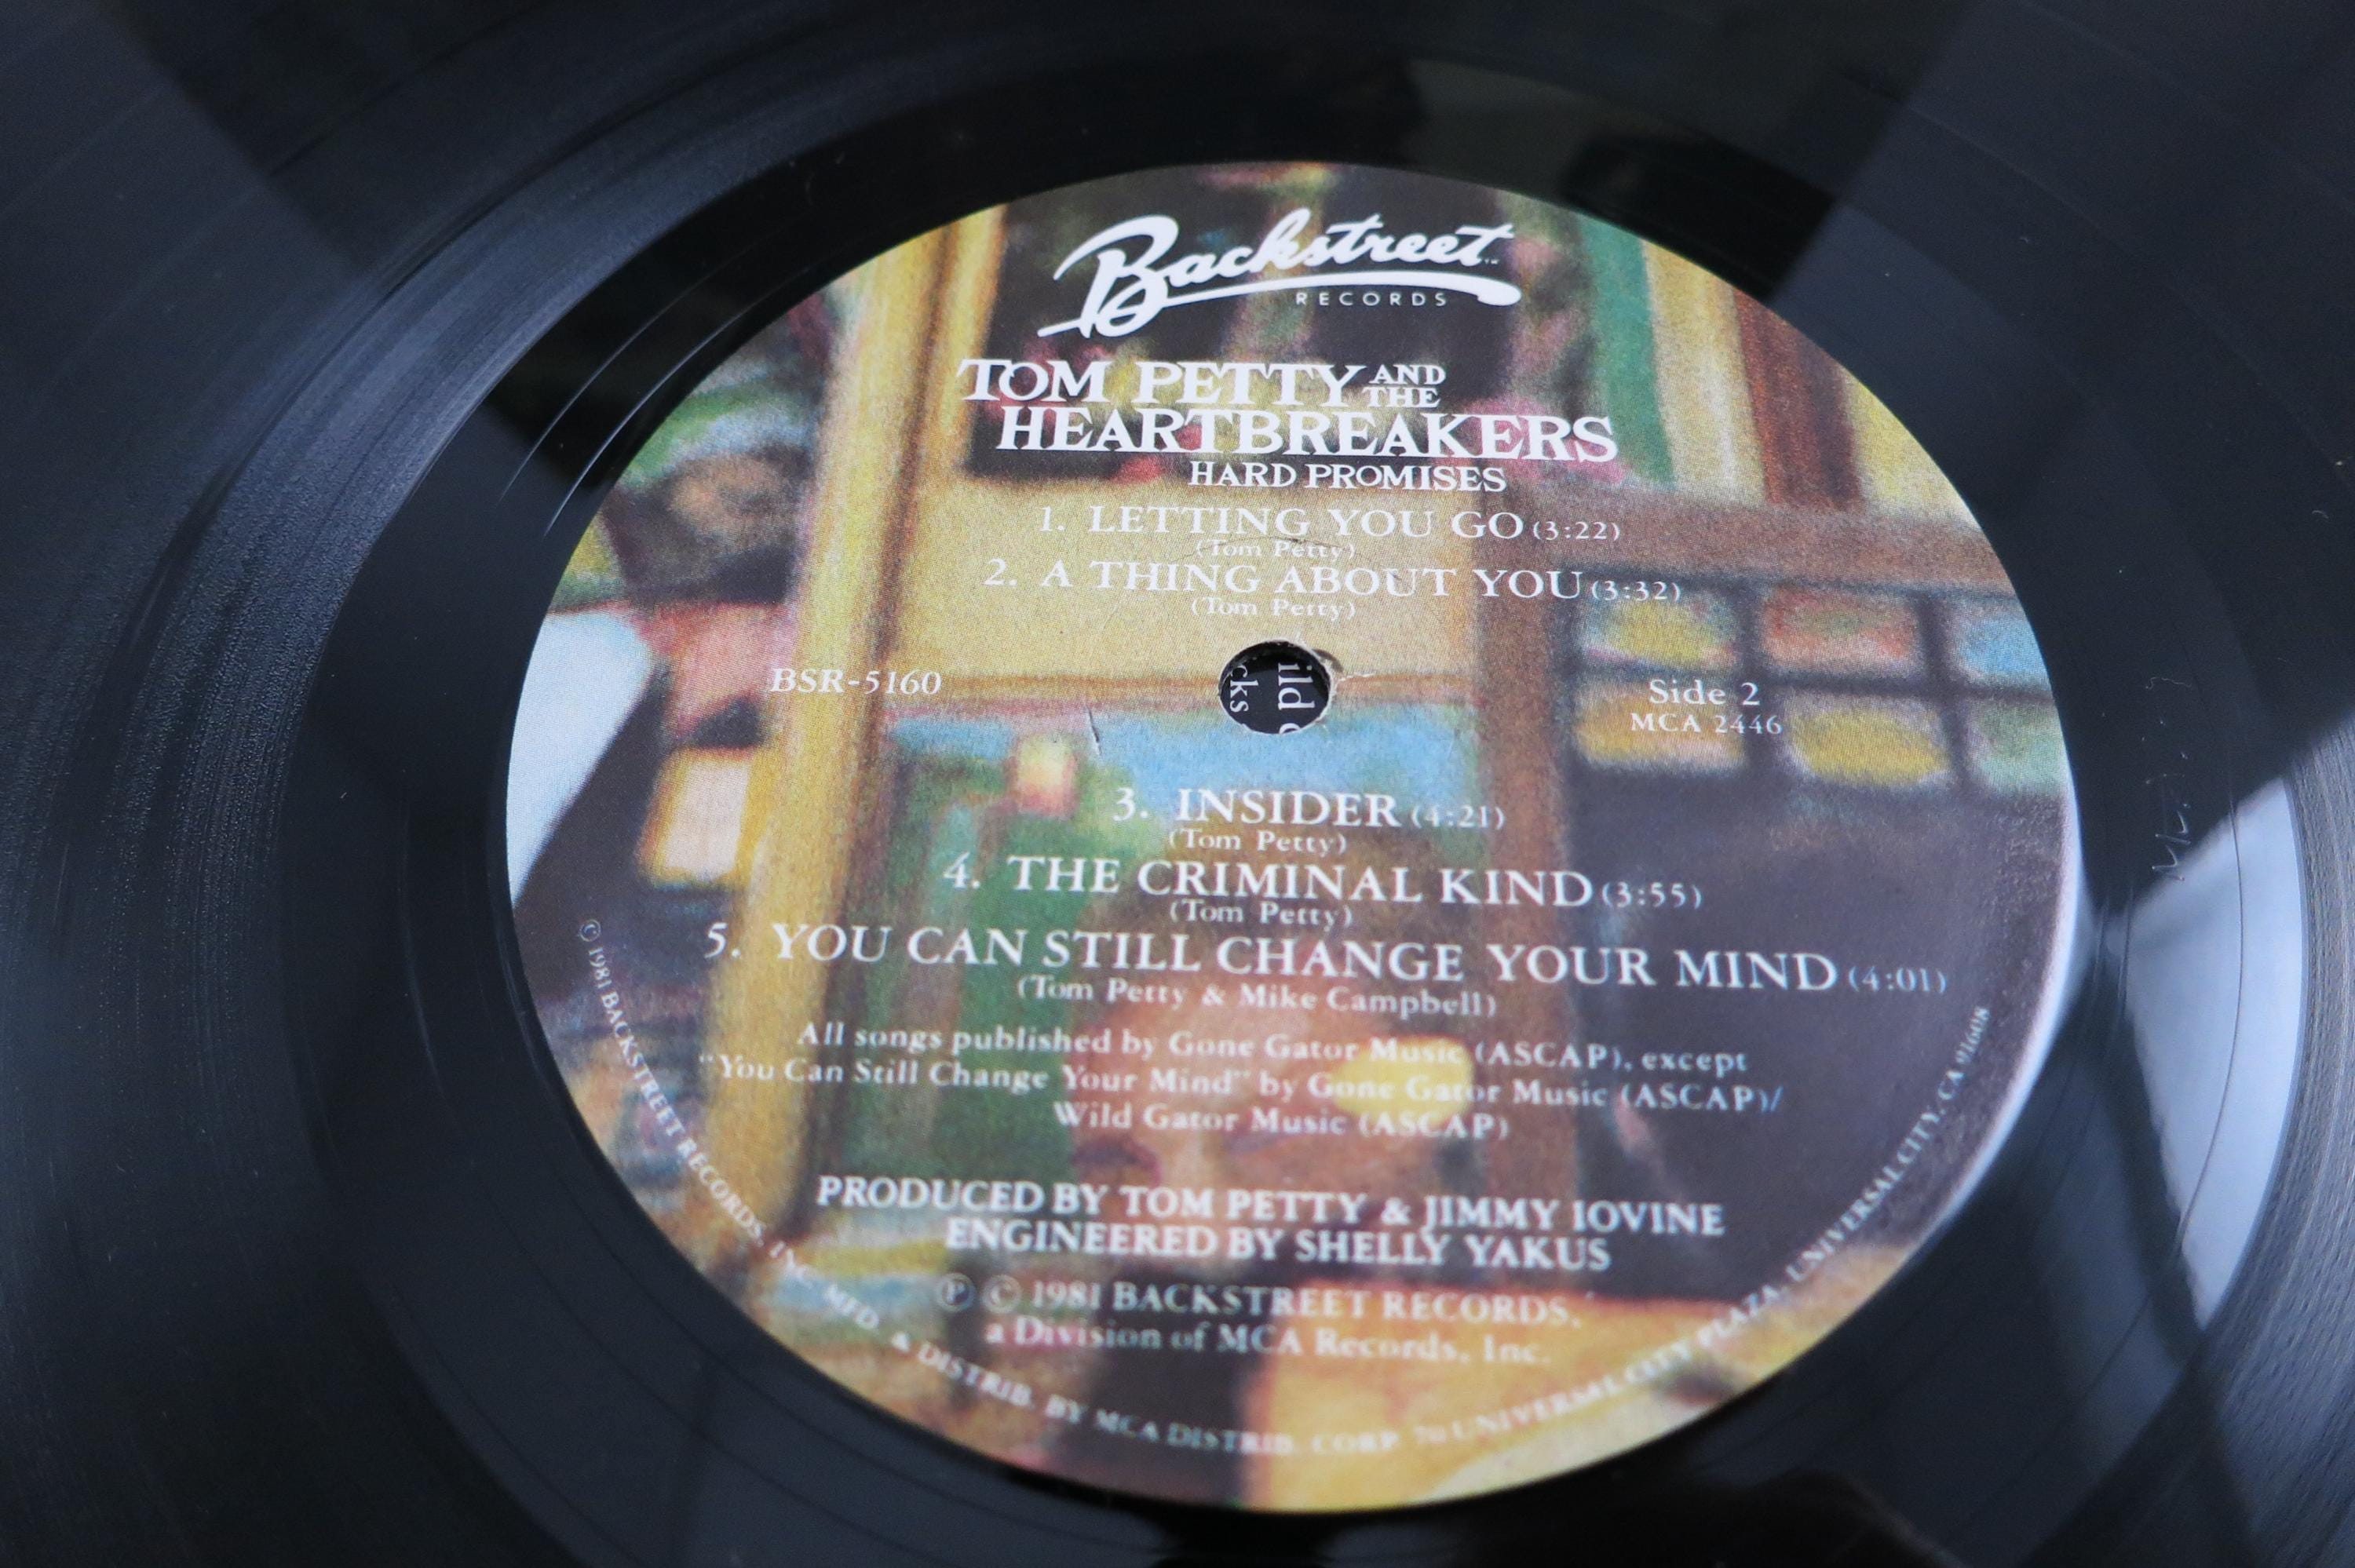 Backstreet
RECORDS
TOM PETTY AND THE
HEARTBREAKERS
HARD PROMISES
1. LETTING YOU GO (3:22)
(Tom Petty)
2. A THING ABOUT YOU (3:32)
(Tom Petty)
BSR-5160
cks
ild
Side 2
MCA 2446
3. INSIDER (4:21)
(Tom Petty)
4. THE CRIMINAL KIND (3:55)
(Tom Petty)
5. YOU CAN STILL CHANGE YOUR MIND (4:01)
(Tom Petty & Mike Campbell)
All songs published by Gone Gator Music (ASCAP), except
"You Can Still Change Your Mind" by Gone Gator Music (ASCAP)/
Wild Gator Music (ASCAP)
PRODUCED BY TOM PETTY & JIMMY IOVINE
ENGINEERED BY SHELLY YAKUS
Ⓟ © 1981 BACKSTREET RECORDS,
a Division of MCA Records, Inc.
© 1981 BACKSTREET RECORDS, INC. MFD. & DISTRIB. BY MCA DISTRIB. CORP. 70 UNIVERSAL CITY PLAZA, UNIVERSAL CITY, CA 91608